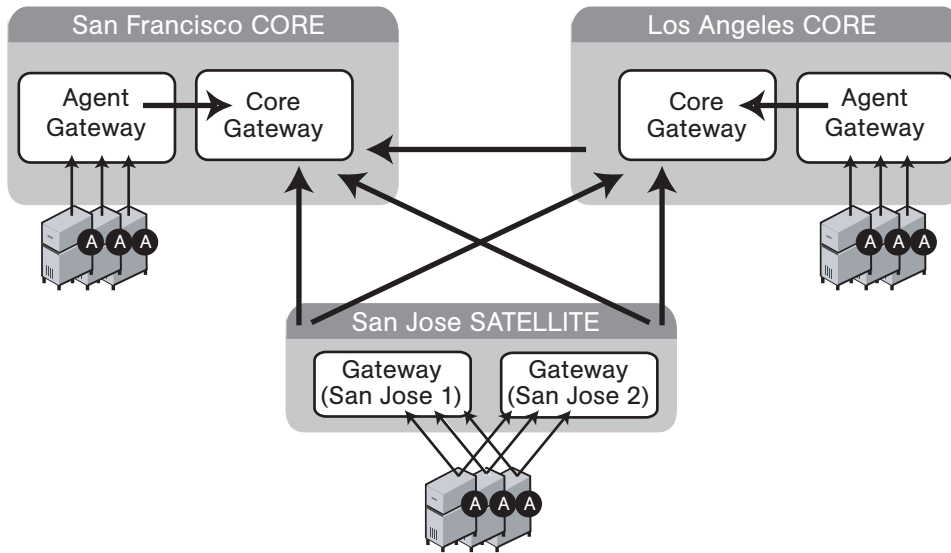 San Francisco CORE
Agent
Gateway
Core
Gateway
A A A
Los Angeles CORE
Core
Gateway
Agent
Gateway
A A A
San Jose SATELLITE
Gateway
(San Jose 1)
Gateway
(San Jose 2)
A A A